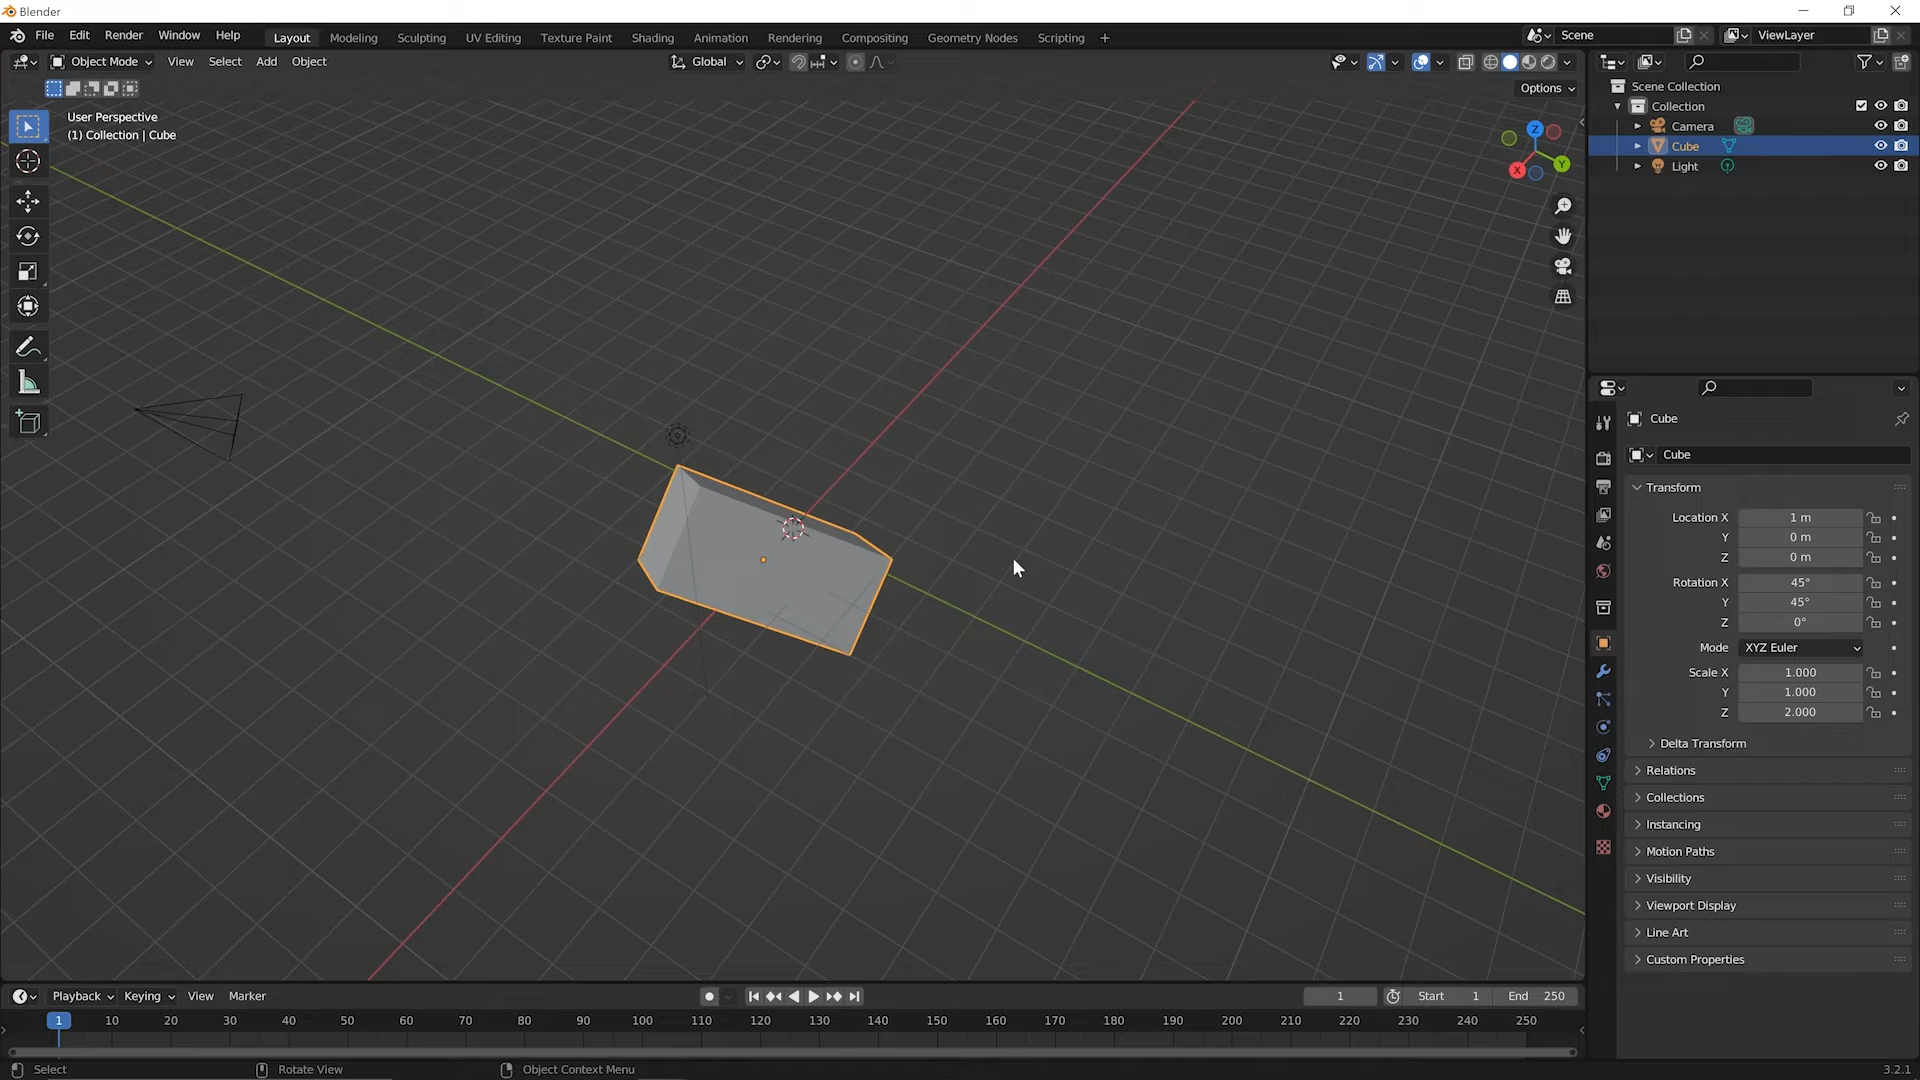 Blender
File Edit Render Window Help Layout Modeling Sculpting UV Editing Texture Paint Shading Animation Rendering Compositing Geometry Nodes Scripting + Scene ViewLayer
Object Mode View Select Add Object Global
Options
User Perspective
(1) Collection | Cube
Z
Y
X
Scene Collection
Collection
Camera
Cube
Light
Cube
Cube
Transform
Location X 1 m
Y 0 m
Z 0 m
Rotation X 45°
Y 45°
Z 0°
Mode XYZ Euler
Scale X 1.000
Y 1.000
Z 2.000
Delta Transform
Relations
Collections
Instancing
Motion Paths
Visibility
Viewport Display
Line Art
Custom Properties
Playback Keying View Marker 1 Start 1 End 250
1 10 20 30 40 50 60 70 80 90 100 110 120 130 140 150 160 170 180 190 200 210 220 230 240 250
Select Rotate View Object Context Menu 3.2.1